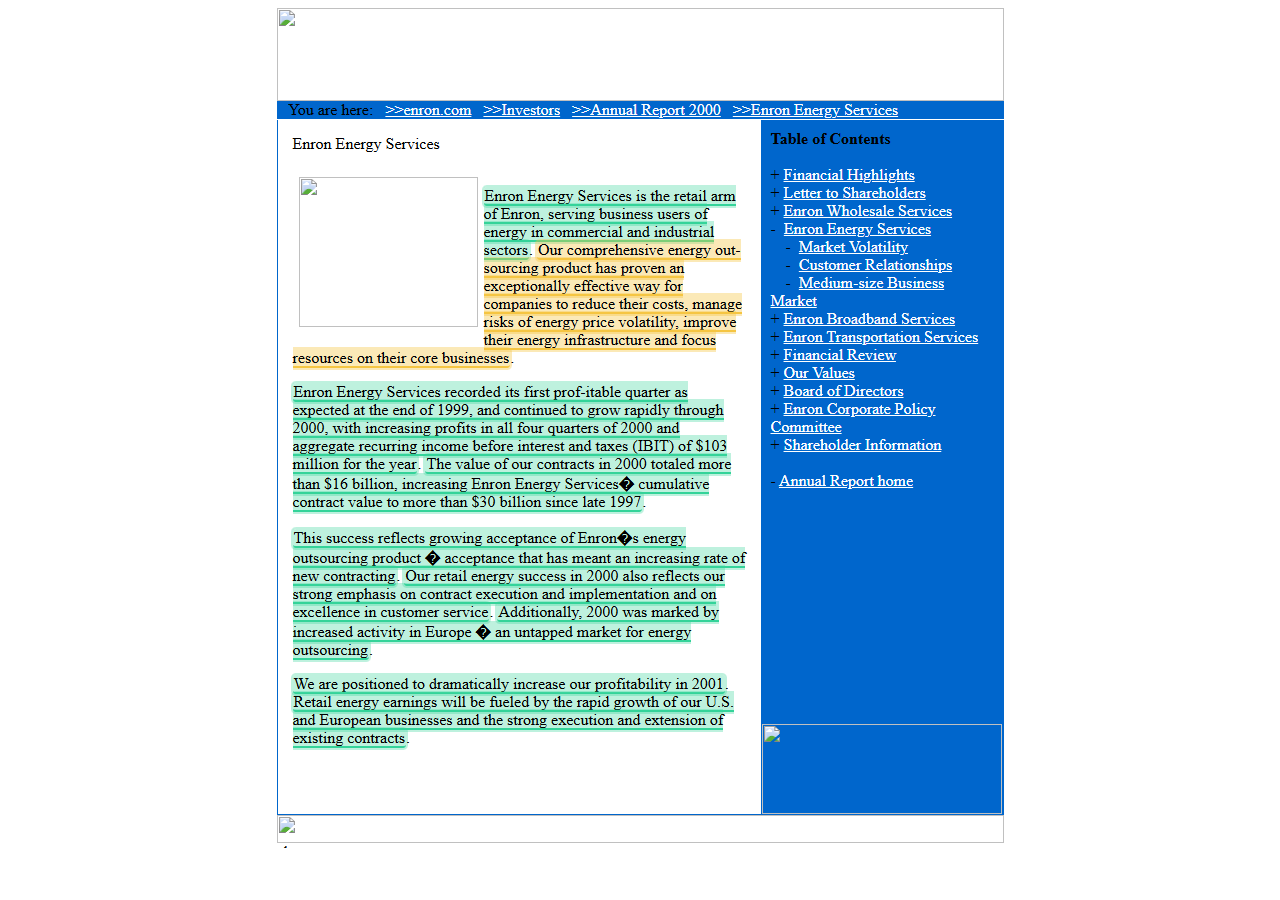 You are here: >>enron.com >>Investors >>Annual Report 2000 >>Enron Energy Services
Enron Energy Services
Enron Energy Services is the retail arm
of Enron, serving business users of
energy in commercial and industrial
sectors. Our comprehensive energy out-
sourcing product has proven an
exceptionally effective way for
companies to reduce their costs, manage
risks of energy price volatility, improve
their energy infrastructure and focus
resources on their core businesses.
Enron Energy Services recorded its first prof-itable quarter as
expected at the end of 1999, and continued to grow rapidly through
2000, with increasing profits in all four quarters of 2000 and
aggregate recurring income before interest and taxes (IBIT) of $103
million for the year. The value of our contracts in 2000 totaled more
than $16 billion, increasing Enron Energy Services� cumulative
contract value to more than $30 billion since late 1997.
This success reflects growing acceptance of Enron�s energy
outsourcing product � acceptance that has meant an increasing rate of
new contracting. Our retail energy success in 2000 also reflects our
strong emphasis on contract execution and implementation and on
excellence in customer service. Additionally, 2000 was marked by
increased activity in Europe � an untapped market for energy
outsourcing.
We are positioned to dramatically increase our profitability in 2001.
Retail energy earnings will be fueled by the rapid growth of our U.S.
and European businesses and the strong execution and extension of
existing contracts.
Table of Contents
+ Financial Highlights
+ Letter to Shareholders
+ Enron Wholesale Services
- Enron Energy Services
- Market Volatility
- Customer Relationships
- Medium-size Business
Market
+ Enron Broadband Services
+ Enron Transportation Services
+ Financial Review
+ Our Values
+ Board of Directors
+ Enron Corporate Policy
Committee
+ Shareholder Information
- Annual Report home